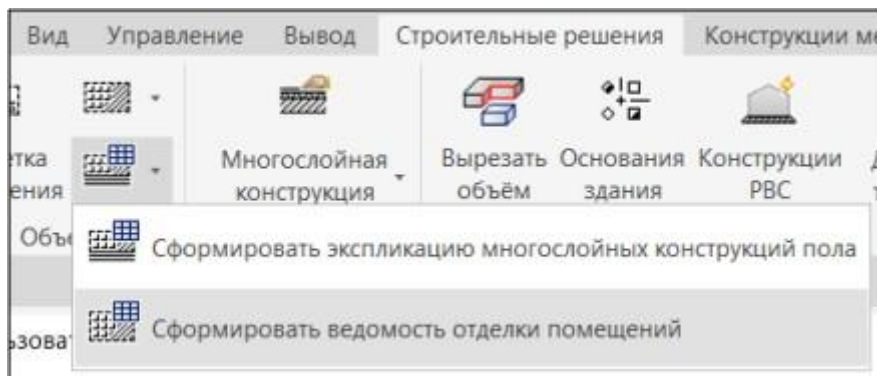 Вид Управление Вывод Строительные решения Конструкции
Многослойная Вырезать Основания Конструкции
конструкция объём здания РВС
Сформировать экспликацию многослойных конструкций пола
Сформировать ведомость отделки помещений